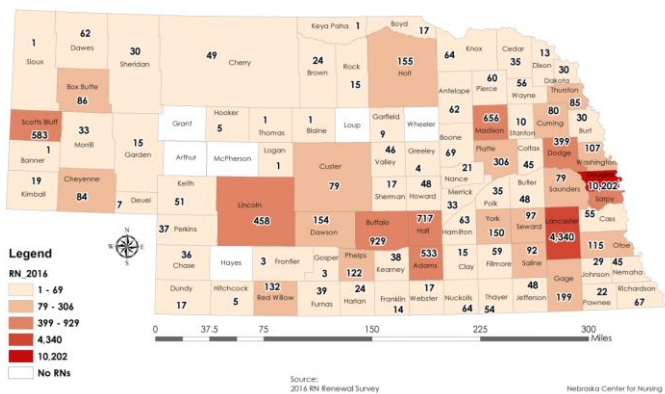 Keya Paha 1
Boyd 17
1 Sioux
62 Dawes
30 Sheridan
49 Cherry
24 Brown
Rock 15
155 Holt
64 Knox
Cedar 35
13 Dixon
30 Dakota
Box Butte 86
Antelope 62
60 Pierce
56 Wayne
Thurston 85
Scotts Bluff 583
33 Morrill
15 Garden
Grant
Hooker 5
1 Thomas
1 Blaine
Loup
Garfield 9
Wheeler
656 Madison
10 Stanton
80 Cuming
30 Burt
1 Banner
Arthur
McPherson
Logan 1
Custer 79
46 Valley
Greeley 4
Boone 69
Platte 306
Colfax 45
399 Dodge
107 Washington
19 Kimball
Cheyenne 84
7 Deuel
Keith 51
Lincoln 458
17 Sherman
48 Howard
21 Nance
Merrick 33
35 Polk
Butler 48
79 Saunders
Douglas 10,202
Sarpy
37 Perkins
154 Dawson
Buffalo 929
717 Hall
63 Hamilton
York 150
97 Seward
Lancaster 4,340
55 Cass
115 Otoe
36 Chase
Hayes
3 Frontier
Gosper 3
Phelps 122
38 Kearney
533 Adams
15 Clay
59 Fillmore
92 Saline
Gage 199
29 Johnson
45 Nemaha
Dundy 17
Hitchcock 5
132 Red Willow
39 Furnas
24 Harlan
Franklin 14
17 Webster
Nuckolls 64
Thayer 54
48 Jefferson
22 Pawnee
Richardson 67
Legend
RN_2016
1 - 69
79 - 306
399 - 929
4,340
10,202
No RNs
0 37.5 75 150 225 300
Miles
Source:
2016 RN Renewal Survey
Nebraska Center for Nursing